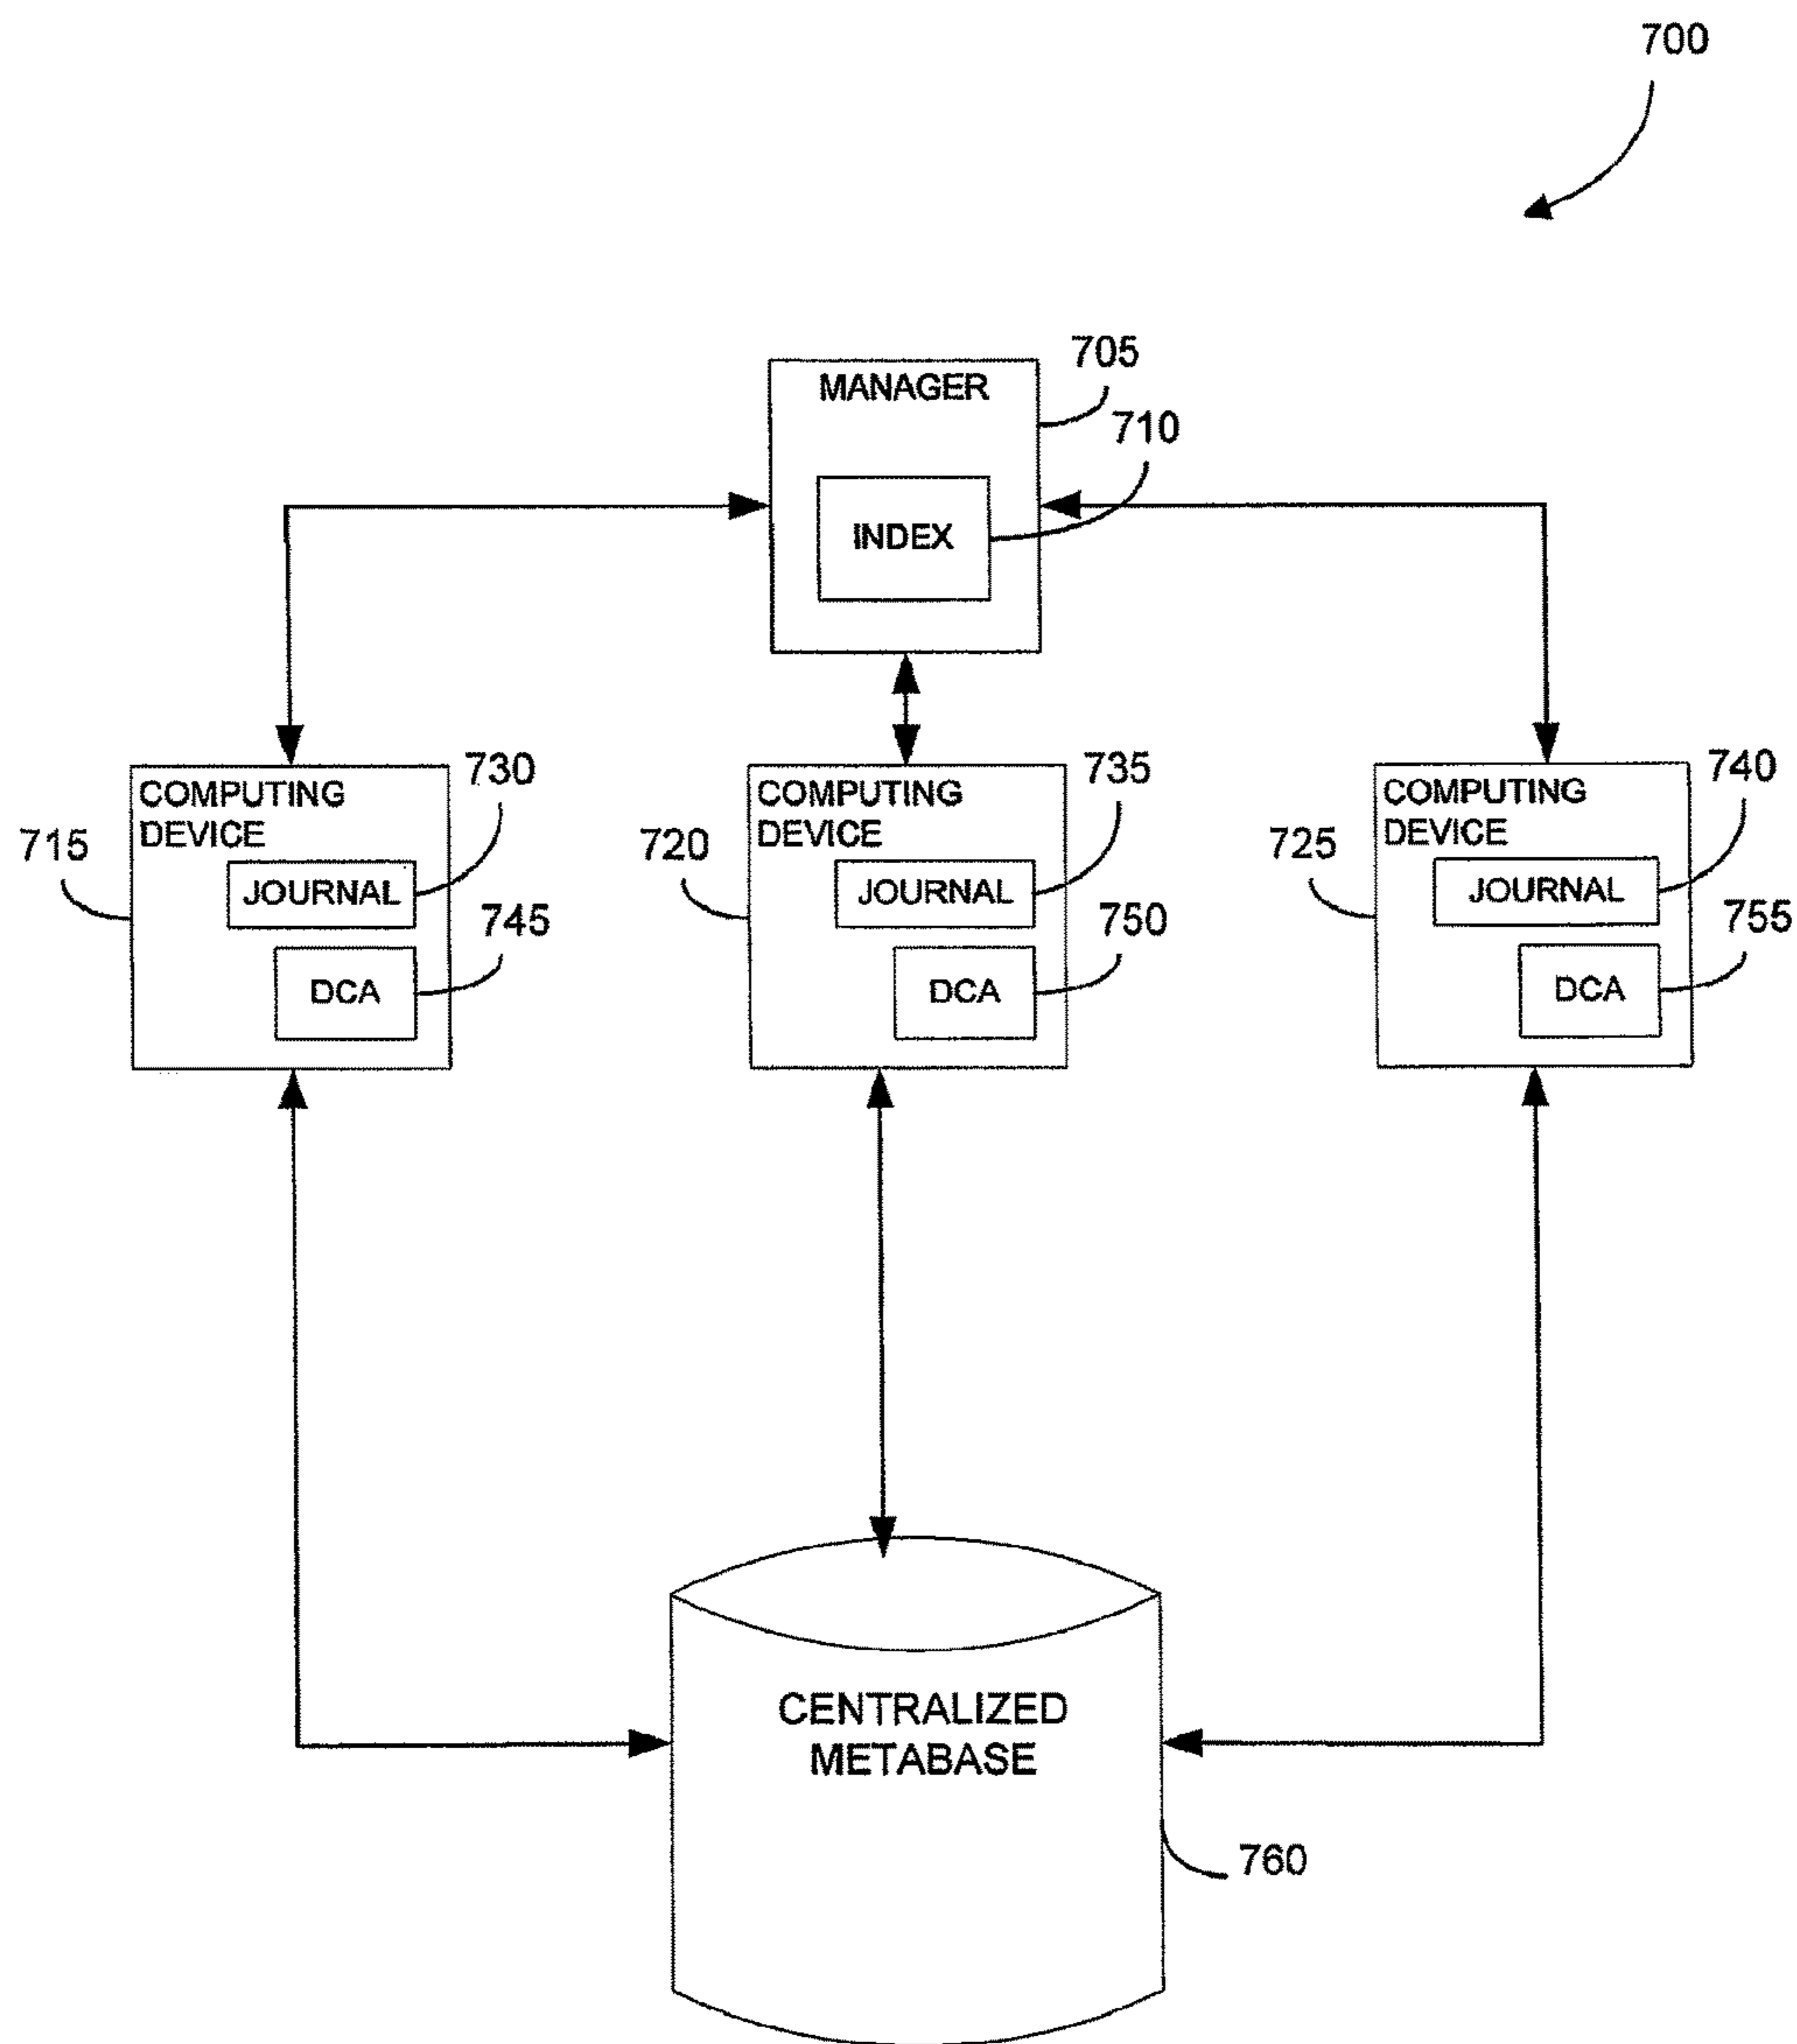 700
705
MANAGER
710
INDEX
730
735
740
COMPUTING
DEVICE
COMPUTING
DEVICE
COMPUTING
DEVICE
715
720
725
JOURNAL
JOURNAL
JOURNAL
745
750
755
DCA
DCA
DCA
CENTRALIZED
METABASE
760